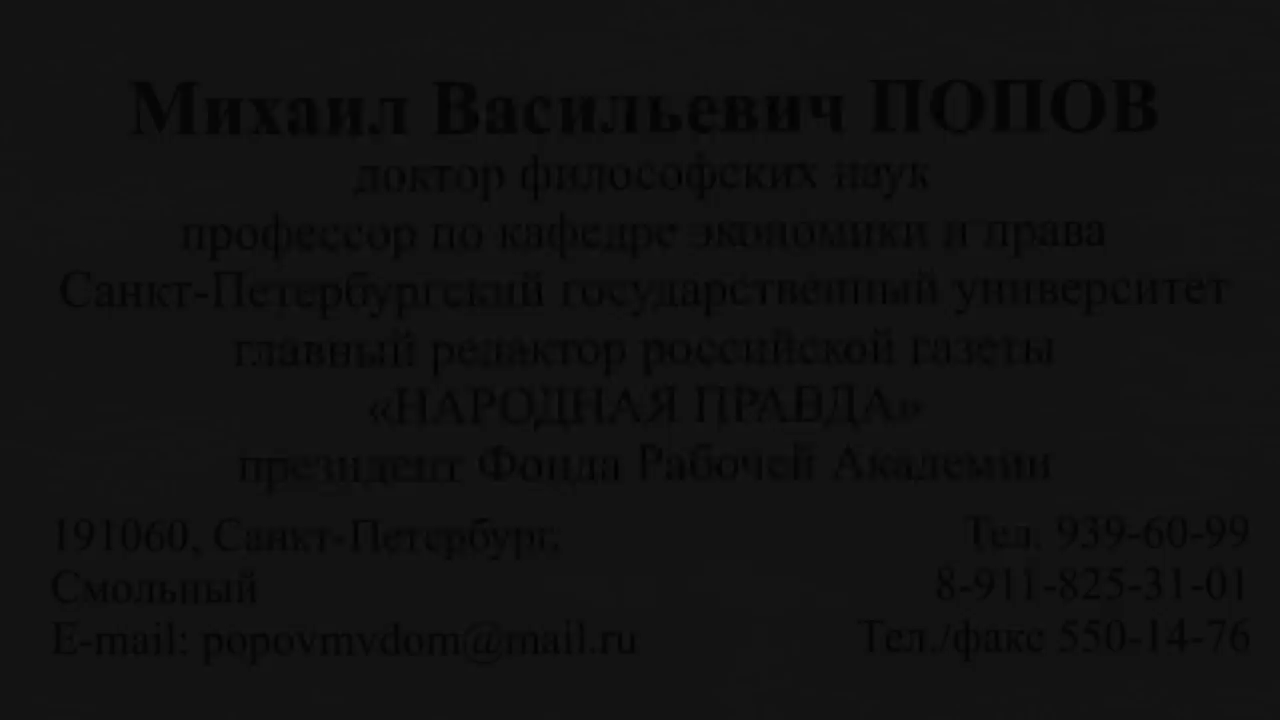 Михаил Васильевич ПОПОВ
доктор философских наук
профессор по кафедре экономики и права
Санкт-Петербургский государственный университет
главный редактор российской газеты
«НАРОДНАЯ ПРАВДА»
президент Фонда Рабочей Академии
191060, Санкт-Петербург, Тел. 939-60-99
Смольный 8-911-825-31-01
E-mail: popovmvdom@mail.ru Тел./факс 550-14-76